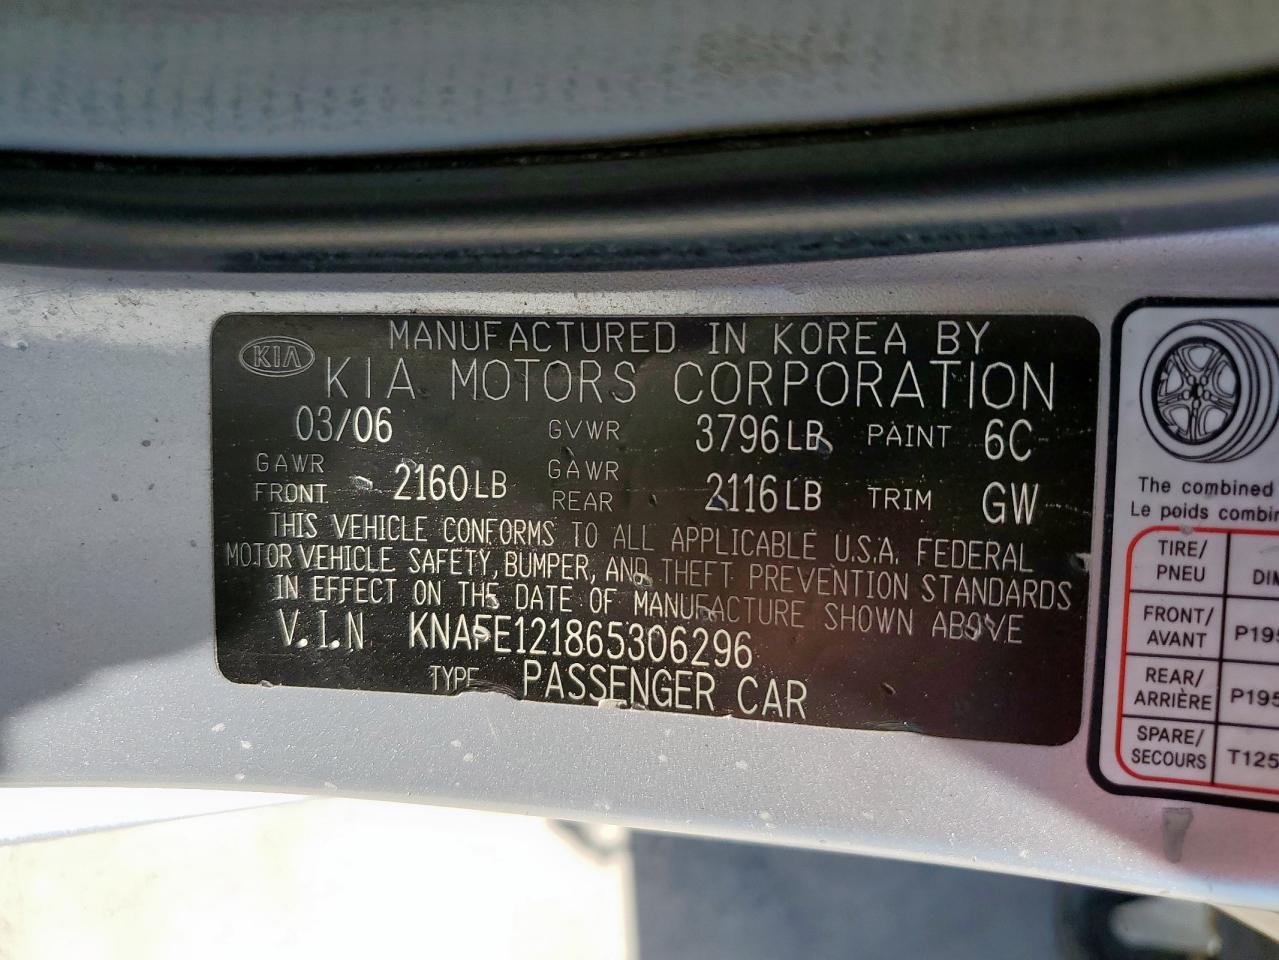 MANUFACTURED IN KOREA BY
KIA
KIA MOTORS CORPORATION
03/06 GVWR 3796LB PAINT 6C
GAWR FRONT 2160LB GAWR REAR 2116LB TRIM GW
THIS VEHICLE CONFORMS TO ALL APPLICABLE U.S.A. FEDERAL
MOTOR VEHICLE SAFETY, BUMPER, AND THEFT PREVENTION STANDARDS
IN EFFECT ON THE DATE OF MANUFACTURE SHOWN ABOVE
V.I.N KNAFE121865306296
TYPE PASSENGER CAR
The combined
Le poids combin
TIRE/
PNEU DIM
FRONT/
AVANT P195
REAR/
ARRIÈRE P195
SPARE/
SECOURS T125